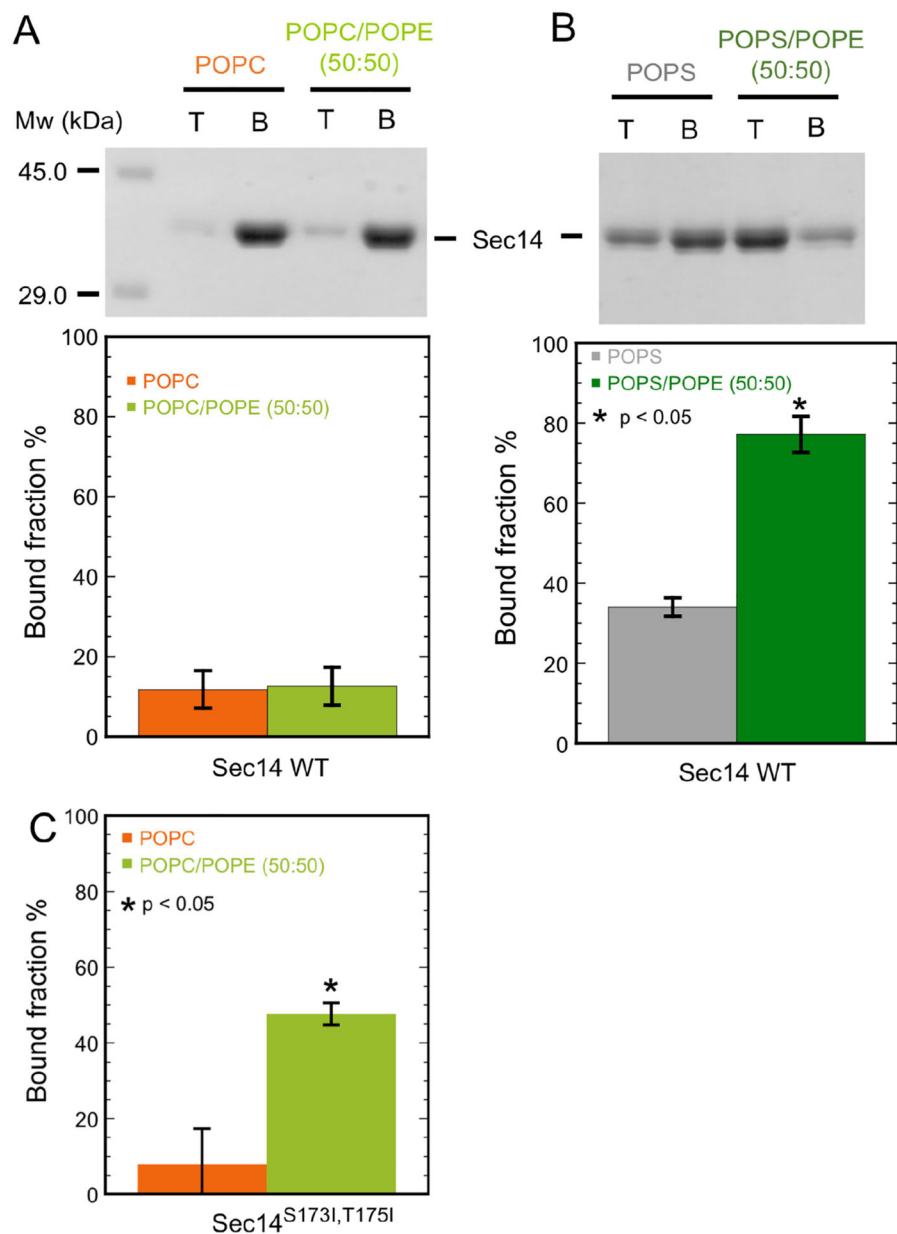 A
POPC
POPC/POPE
(50:50)
Mw (kDa)
T B T B
45.0
29.0
Sec14
B
POPS
POPS/POPE
(50:50)
T B T B
100
80
60
40
20
0
Bound fraction %
POPC
POPC/POPE (50:50)
Sec14 WT
100
80
60
40
20
0
Bound fraction %
POPS
POPS/POPE (50:50)
* p < 0.05
*
Sec14 WT
C
100
80
60
40
20
0
Bound fraction %
POPC
POPC/POPE (50:50)
* p < 0.05
*
Sec14S173I,T175I